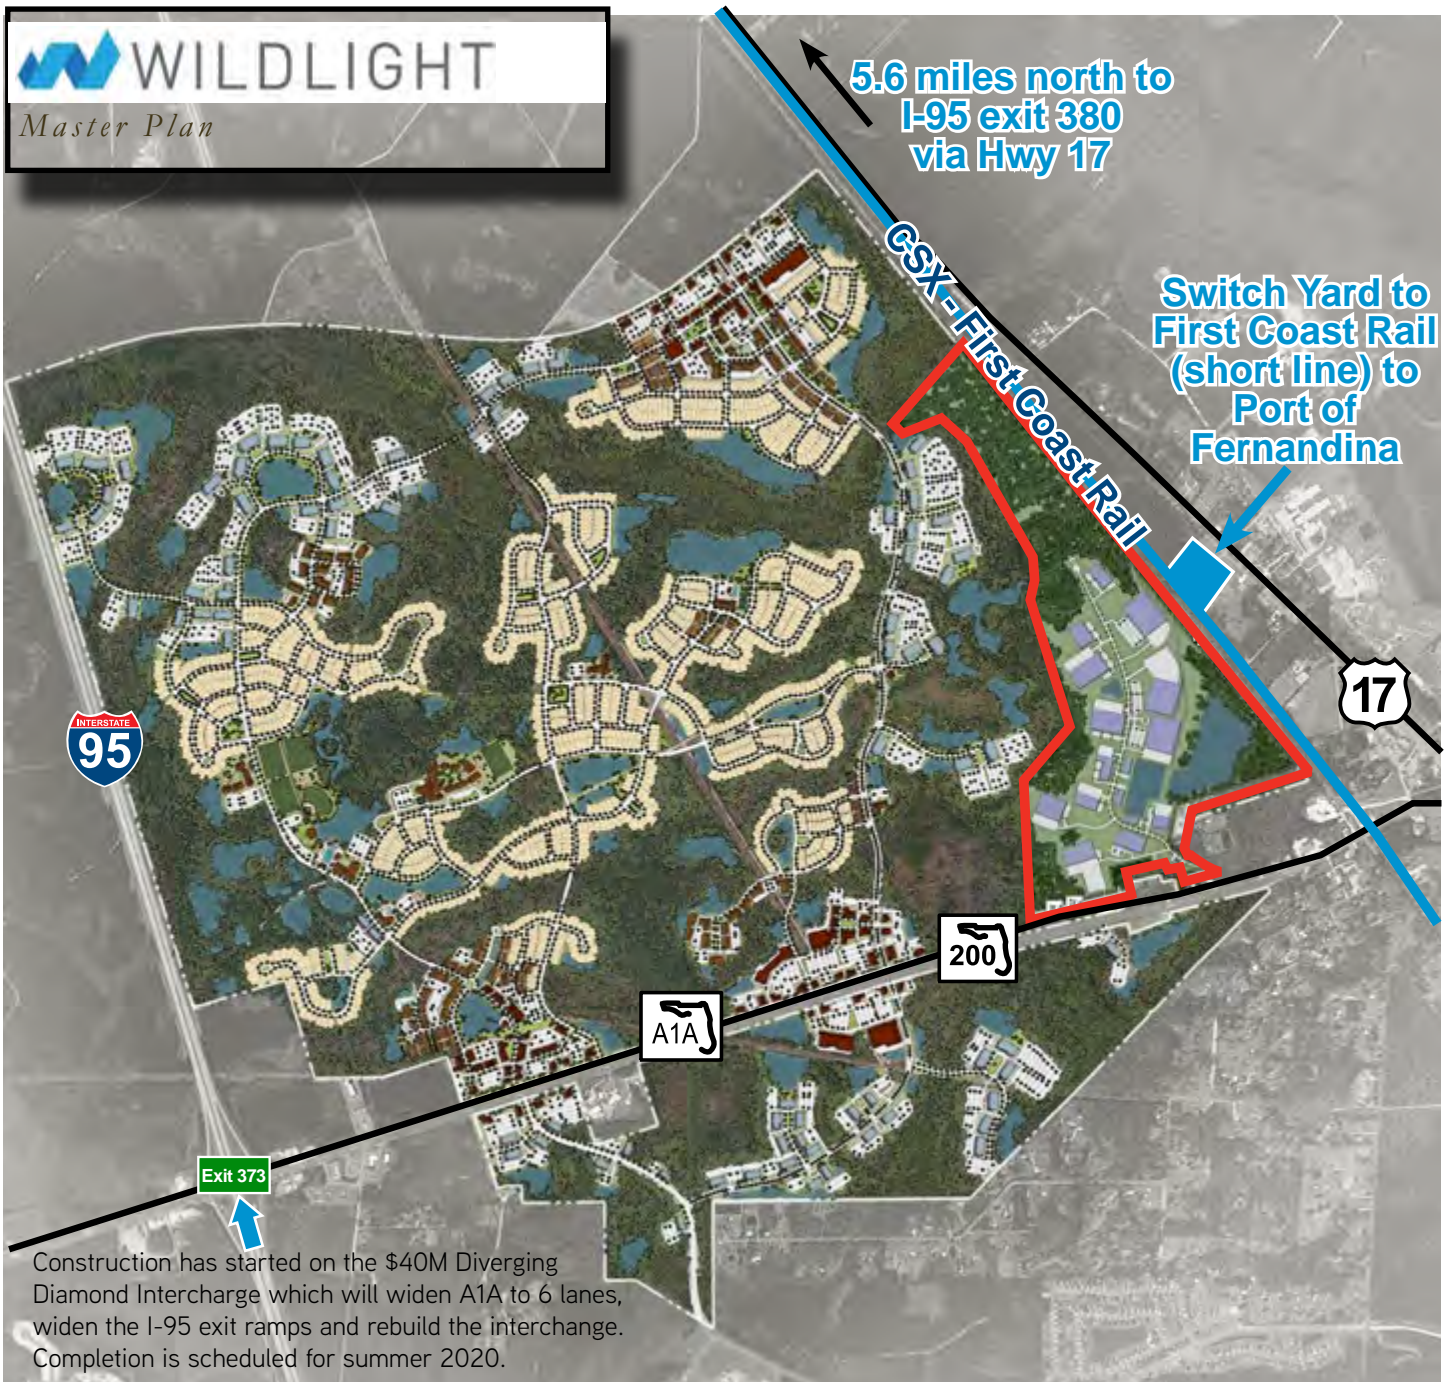 WILDLIGHT
Master Plan
5.6 miles north to
I-95 exit 380
via Hwy 17
CSX - First Coast Rail
Switch Yard to
First Coast Rail
(short line) to
Port of
Fernandina
17
INTERSTATE
95
200
A1A
Exit 373
Construction has started on the $40M Diverging
Diamond Intercharge which will widen A1A to 6 lanes,
widen the I-95 exit ramps and rebuild the interchange.
Completion is scheduled for summer 2020.